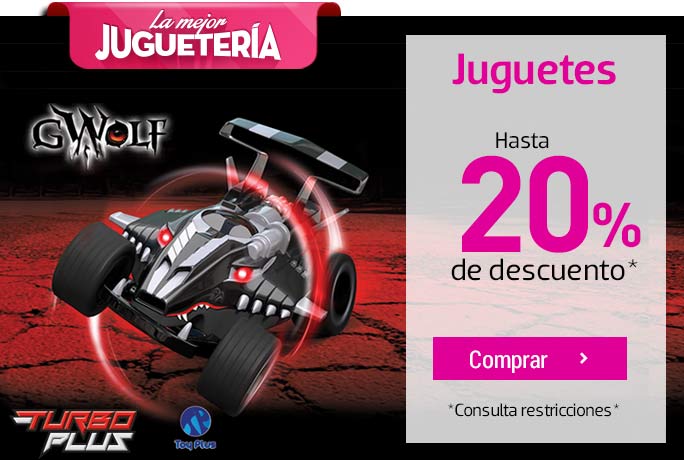 La mejor
JUGUETERÍA
GWOLF
Juguetes
Hasta
20%
de descuento*
Comprar >
*Consulta restricciones*
TURBO
PLUS
Toy Plus